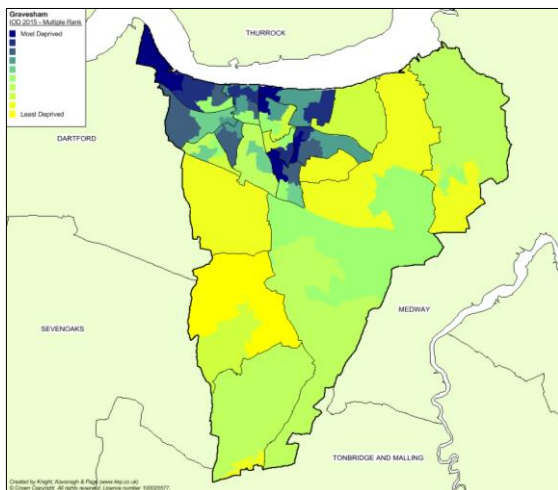 Gravesham
IOD 2015 - Multiple Rank
Most Deprived
Least Deprived
THURROCK
DARTFORD
SEVENOAKS
MEDWAY
TONBRIDGE AND MALLING
Created by Knight, Kavanagh & Page (www.kkp.co.uk)
© Crown Copyright. All rights reserved. Licence number 100020577.